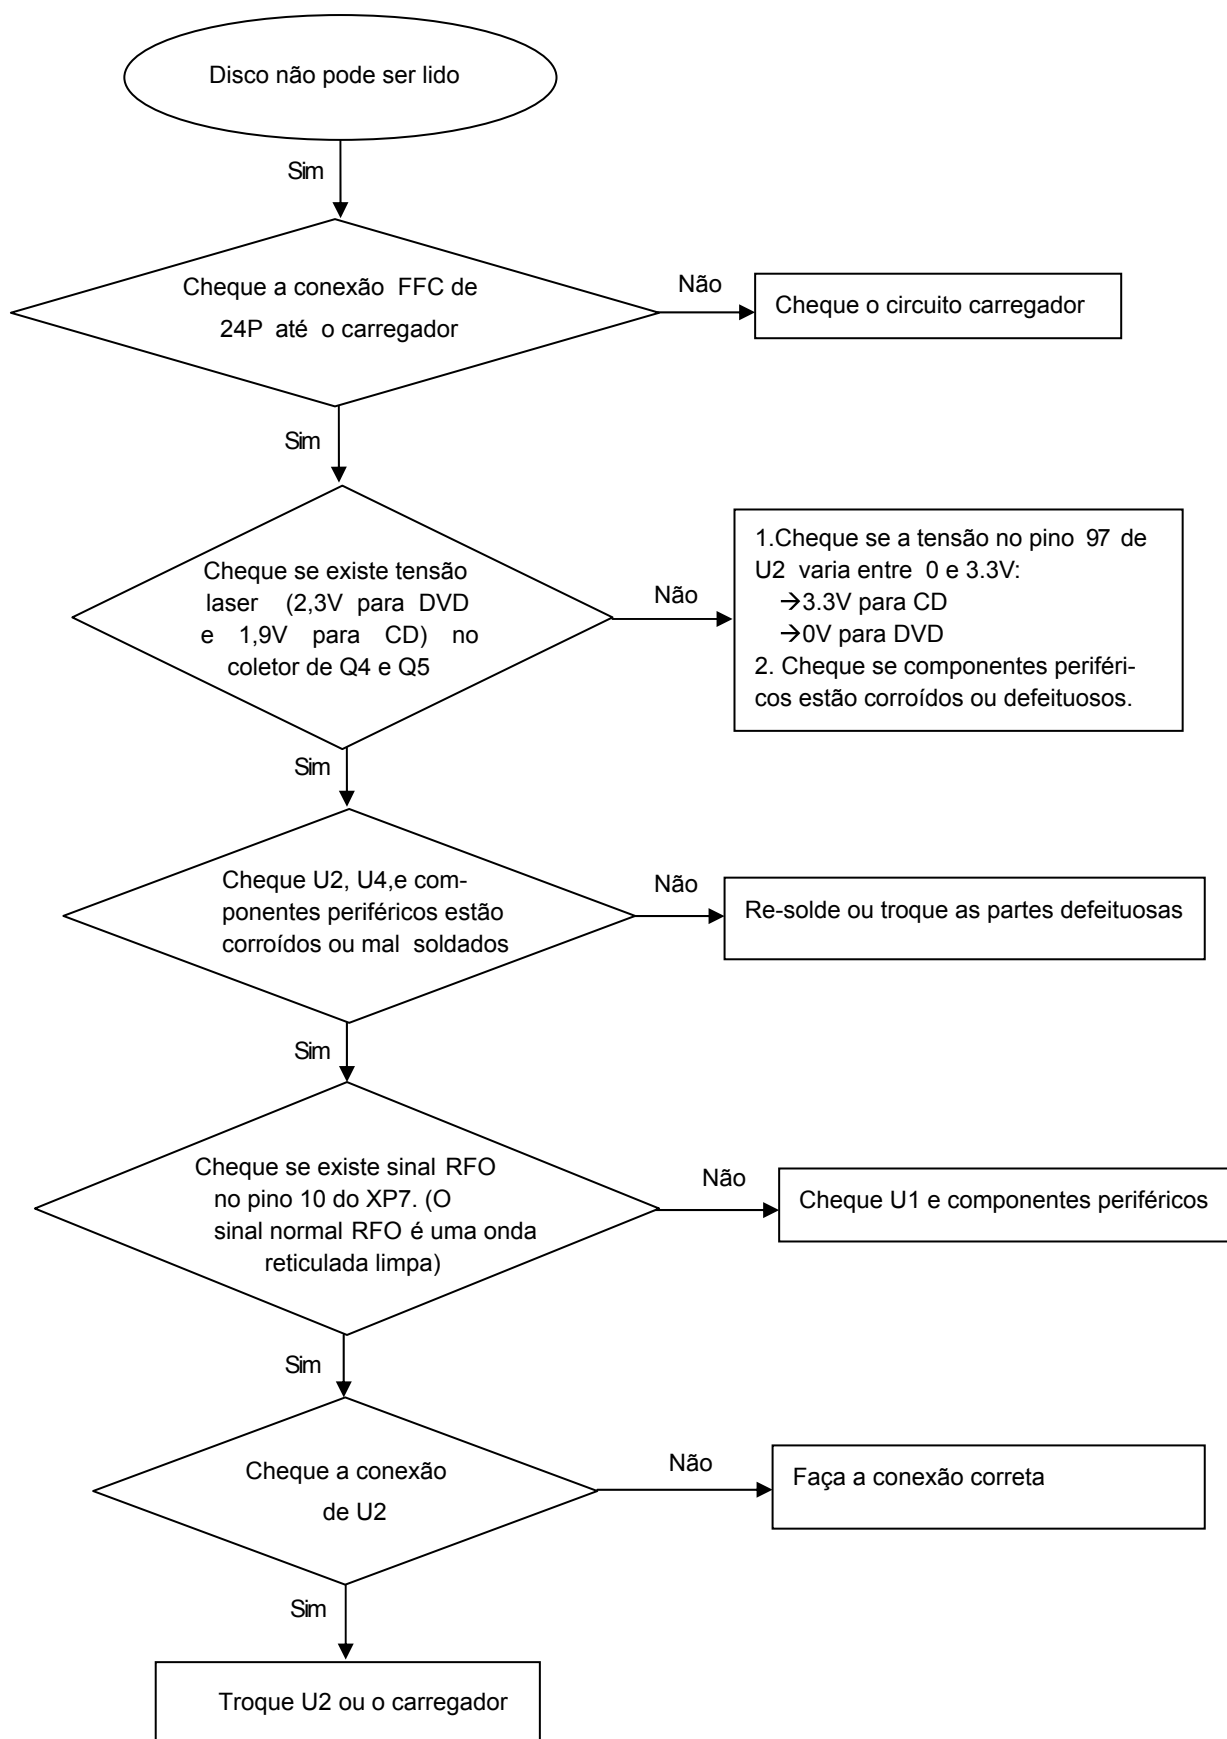 Disco não pode ser lido
Sim
Cheque a conexão FFC de
24P até o carregador
Não
Cheque o circuito carregador
Sim
Cheque se existe tensão
laser (2,3V para DVD
e 1,9V para CD) no
coletor de Q4 e Q5
Não
1.Cheque se a tensão no pino 97 de
U2 varia entre 0 e 3.3V:
→3.3V para CD
→0V para DVD
2. Cheque se componentes periféri-
cos estão corroídos ou defeituosos.
Sim
Cheque U2, U4,e com-
ponentes periféricos estão
corroídos ou mal soldados
Não
Re-solde ou troque as partes defeituosas
Sim
Cheque se existe sinal RFO
no pino 10 do XP7. (O
sinal normal RFO é uma onda
reticulada limpa)
Não
Cheque U1 e componentes periféricos
Sim
Cheque a conexão
de U2
Não
Faça a conexão correta
Sim
Troque U2 ou o carregador